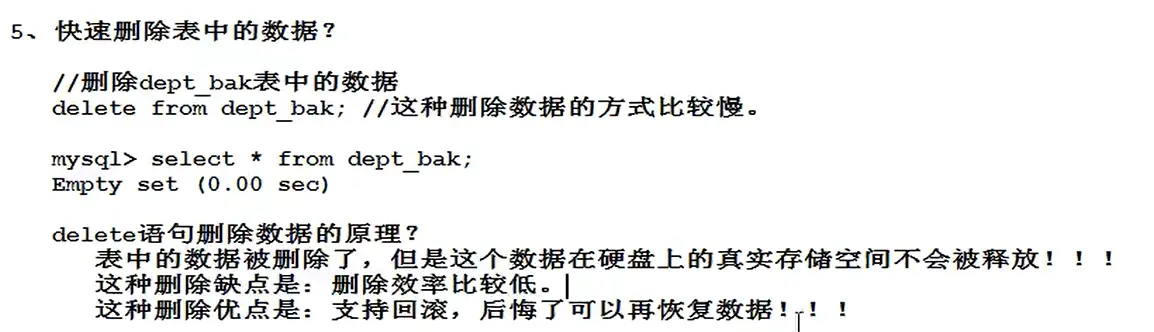 5、快速删除表中的数据？
//删除dept_bak表中的数据
delete from dept_bak; //这种删除数据的方式比较慢。
mysql> select * from dept_bak;
Empty set (0.00 sec)
delete语句删除数据的原理？
表中的数据被删除了，但是这个数据在硬盘上的真实存储空间不会被释放！！！
这种删除缺点是：删除效率比较低。
这种删除优点是：支持回滚，后悔了可以再恢复数据！！！